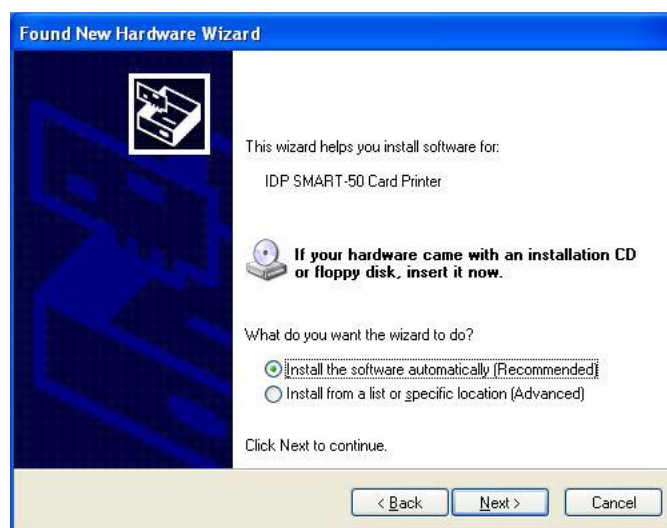 Found New Hardware Wizard
This wizard helps you install software for:
IDP SMART-50 Card Printer
If your hardware came with an installation CD
or floppy disk, insert it now.
What do you want the wizard to do?
Install the software automatically (Recommended)
Install from a list or specific location (Advanced)
Click Next to continue.
< Back Next > Cancel